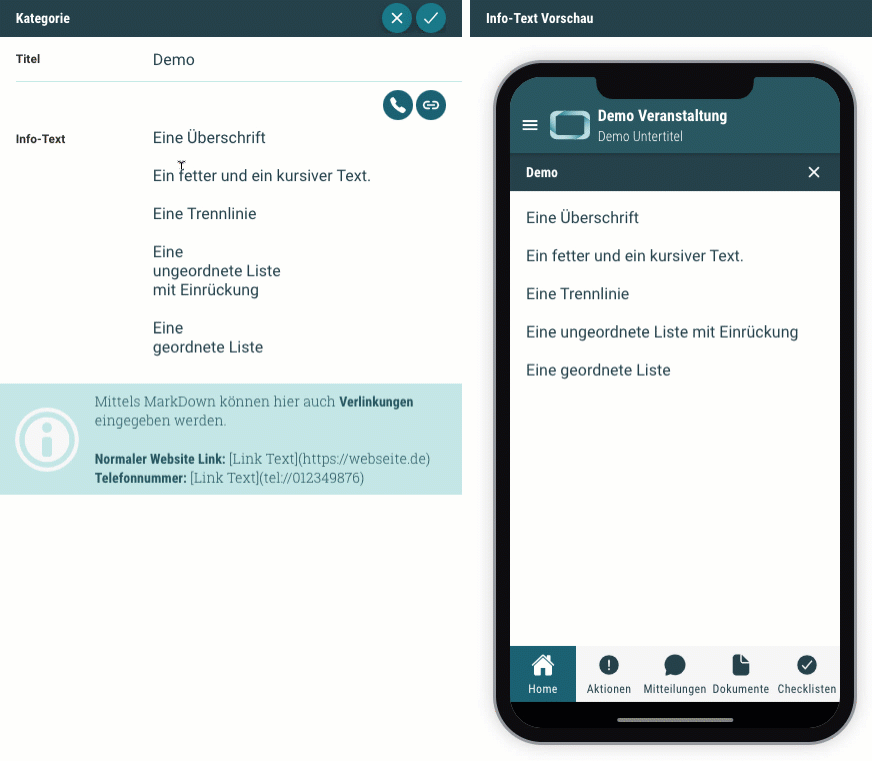 Kategorie
Titel
Demo
Info-Text
Eine Überschrift
Ein fetter und ein kursiver Text.
Eine Trennlinie
Eine
ungeordnete Liste
mit Einrückung
Eine
geordnete Liste
Mittels MarkDown können hier auch Verlinkungen
eingegeben werden.
Normaler Website Link: [Link Text](https://webseite.de)
Telefonnummer: [Link Text](tel://012349876)
Info-Text Vorschau
Demo Veranstaltung
Demo Untertitel
Demo
Eine Überschrift
Ein fetter und ein kursiver Text.
Eine Trennlinie
Eine ungeordnete Liste mit Einrückung
Eine geordnete Liste
Home
Aktionen
Mitteilungen
Dokumente
Checklisten